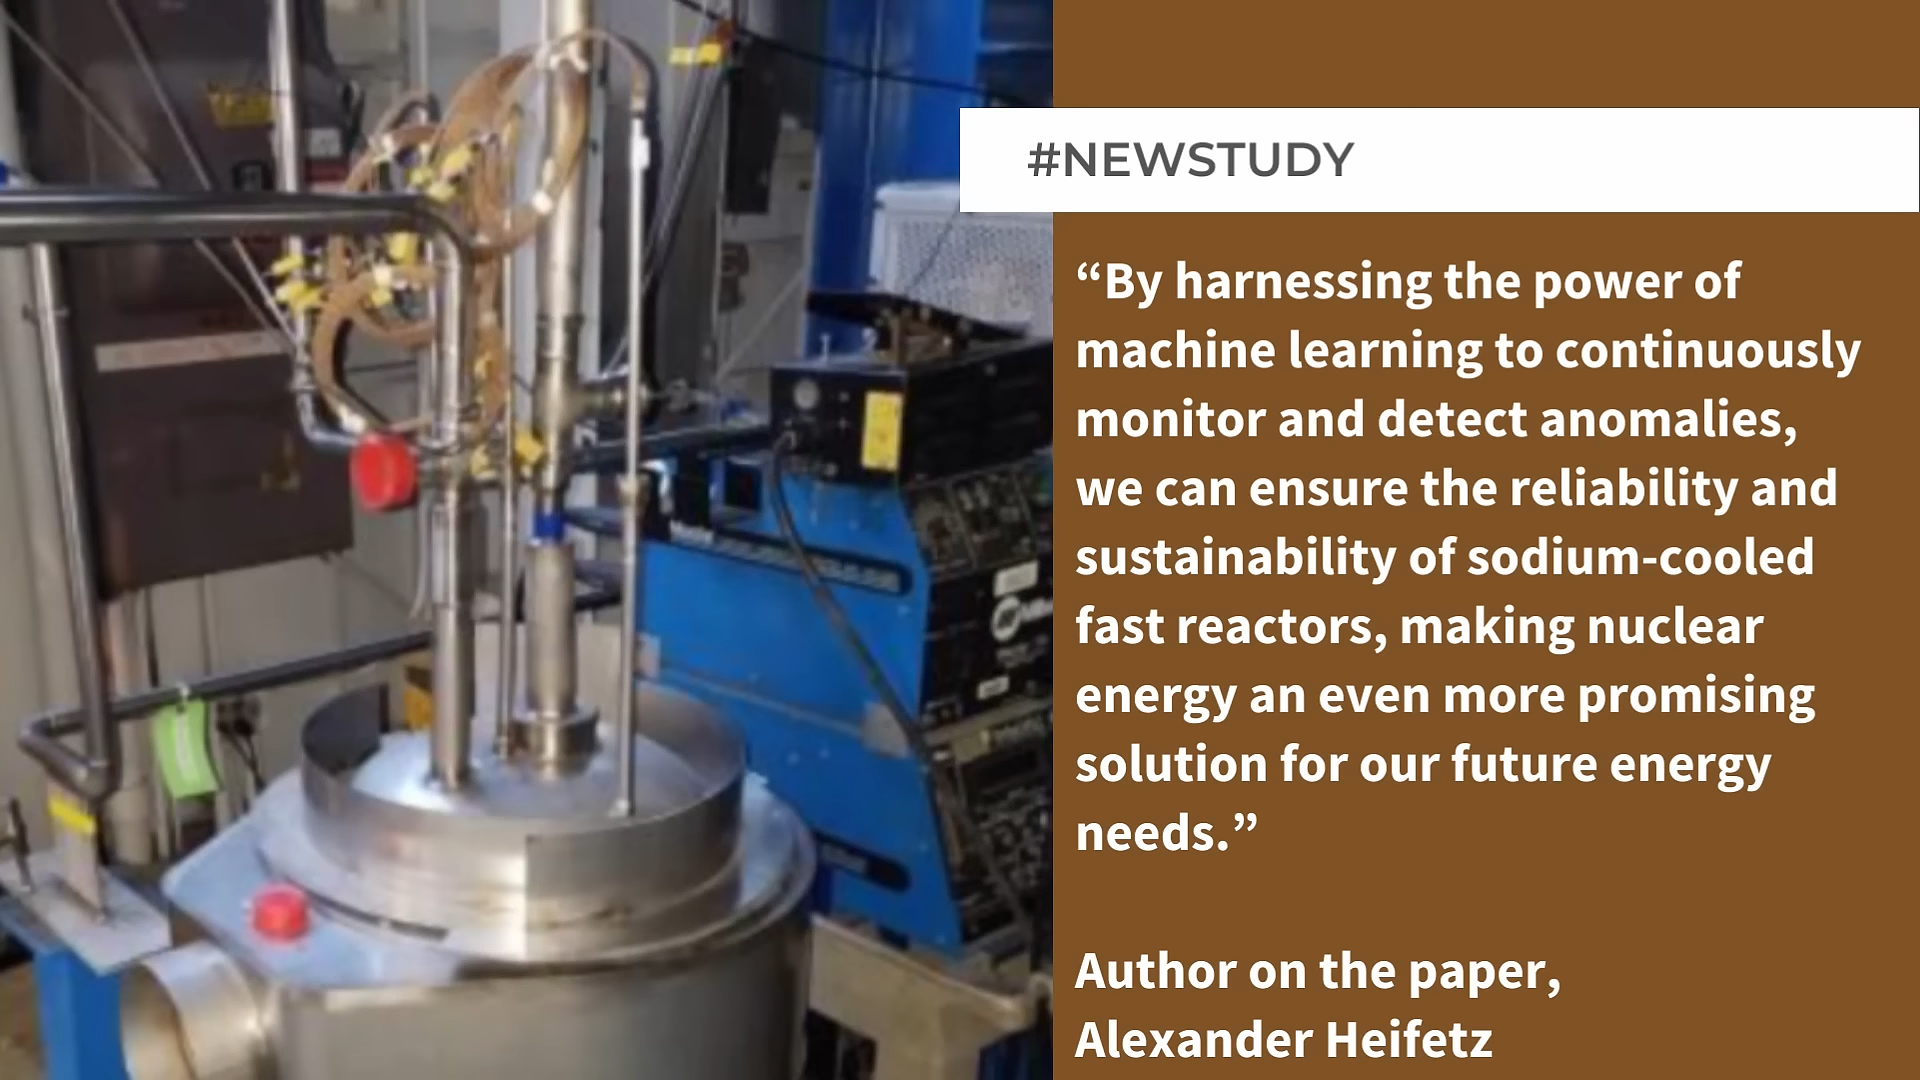 #NEWSTUDY
“By harnessing the power of
machine learning to continuously
monitor and detect anomalies,
we can ensure the reliability and
sustainability of sodium-cooled
fast reactors, making nuclear
energy an even more promising
solution for our future energy
needs.”
Author on the paper,
Alexander Heifetz